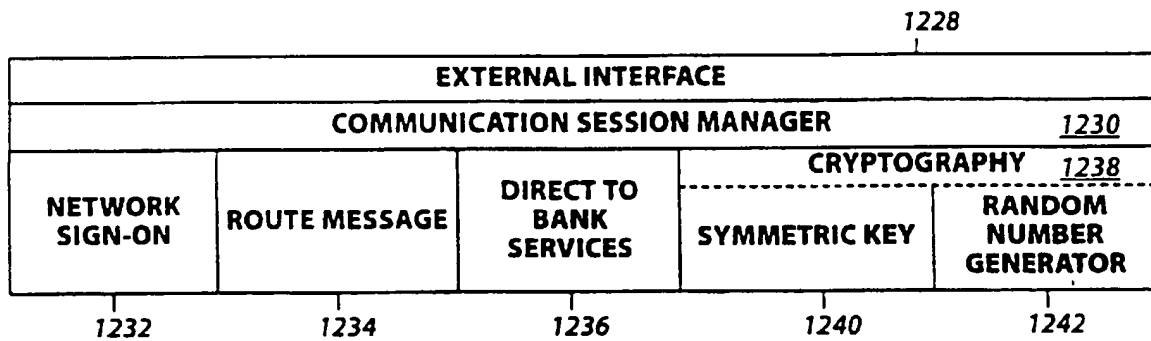 1228
EXTERNAL INTERFACE
COMMUNICATION SESSION MANAGER 1230
NETWORK
SIGN-ON
ROUTE MESSAGE
DIRECT TO
BANK
SERVICES
CRYPTOGRAPHY 1238
SYMMETRIC KEY
RANDOM
NUMBER
GENERATOR
1232 1234 1236 1240 1242